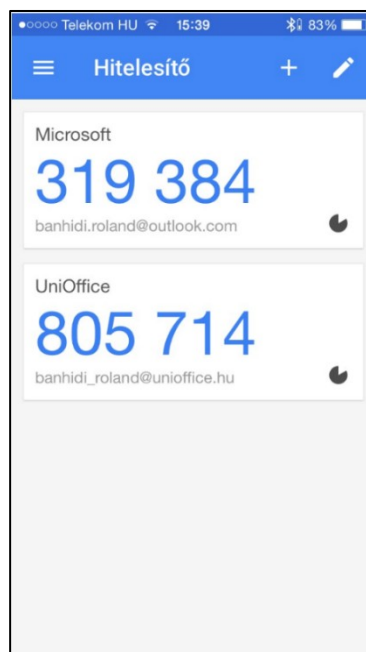 Telekom HU 15:39 83%
Hitelesítő
Microsoft
319 384
banhidi.roland@outlook.com
UniOffice
805 714
banhidi_roland@unioffice.hu